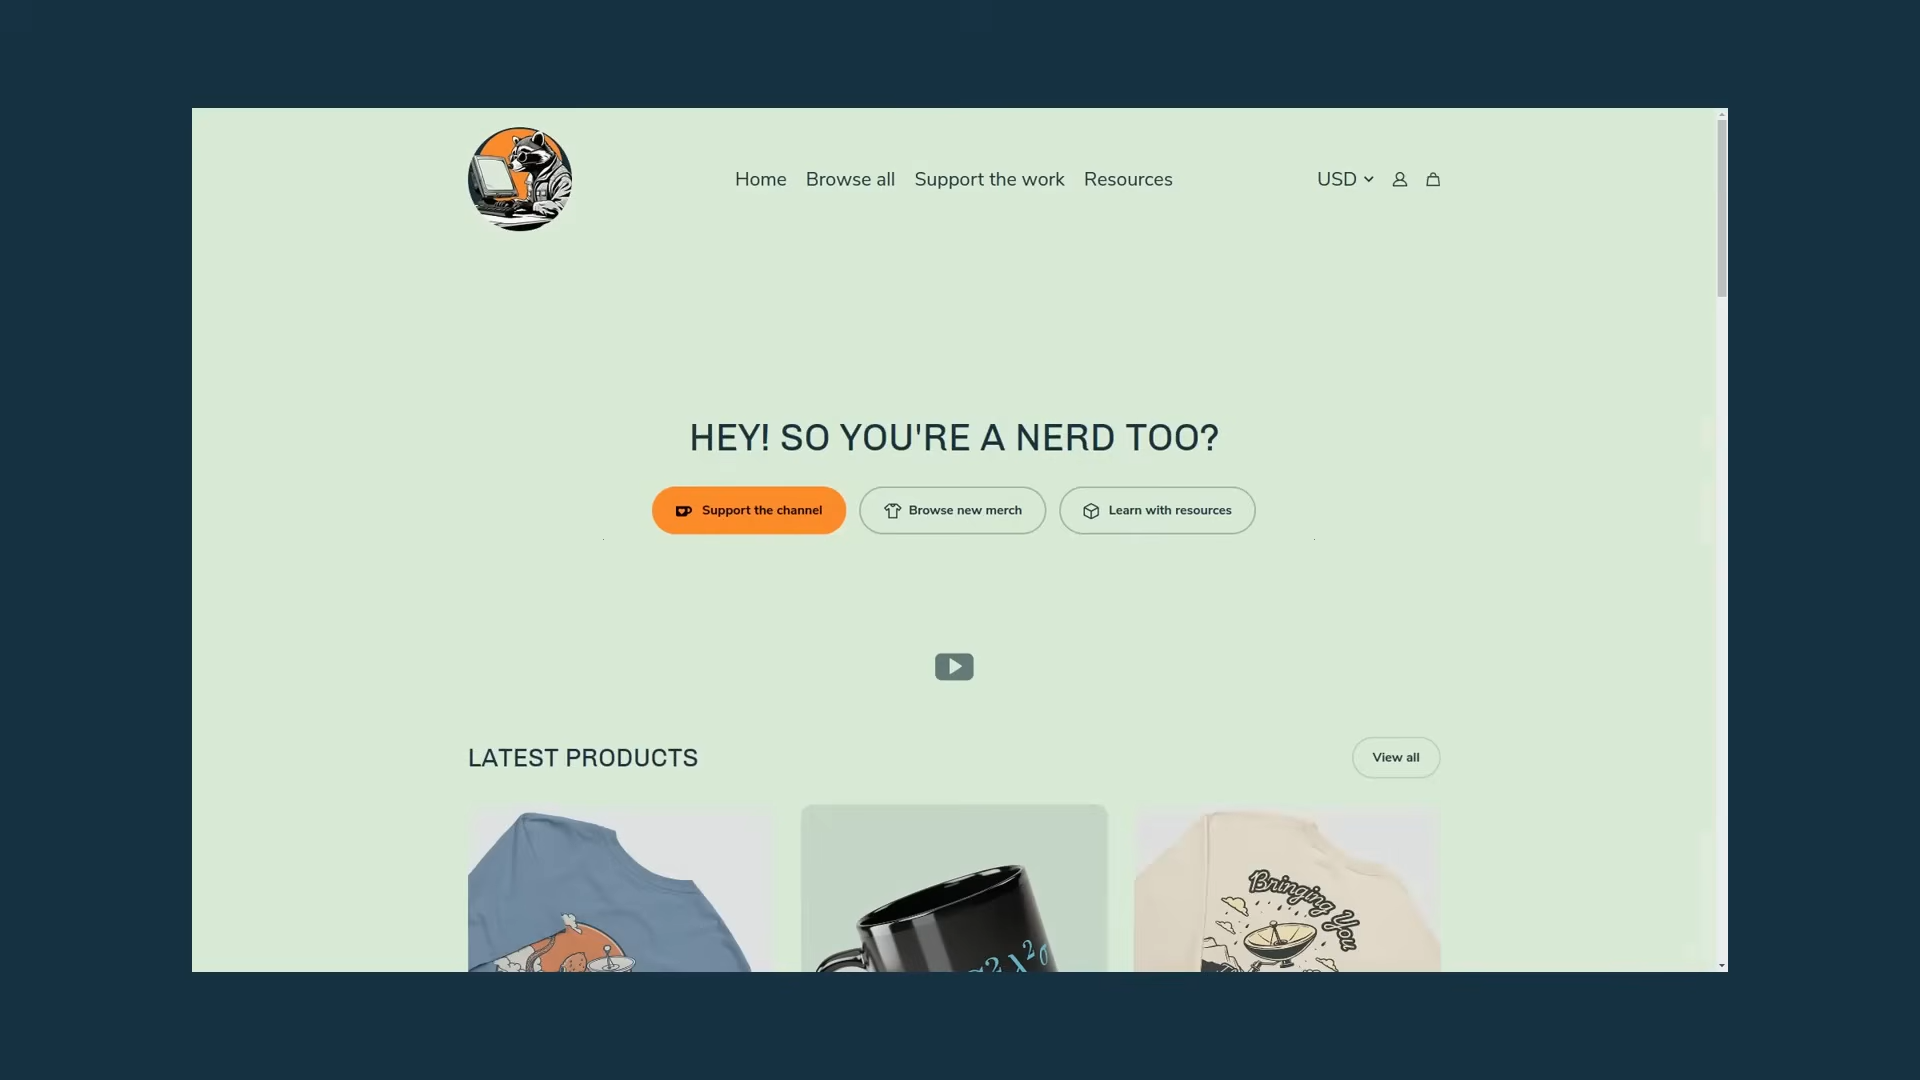 Home Browse all Support the work Resources USD
HEY! SO YOU'RE A NERD TOO?
Support the channel Browse new merch Learn with resources
LATEST PRODUCTS View all
Bringing You